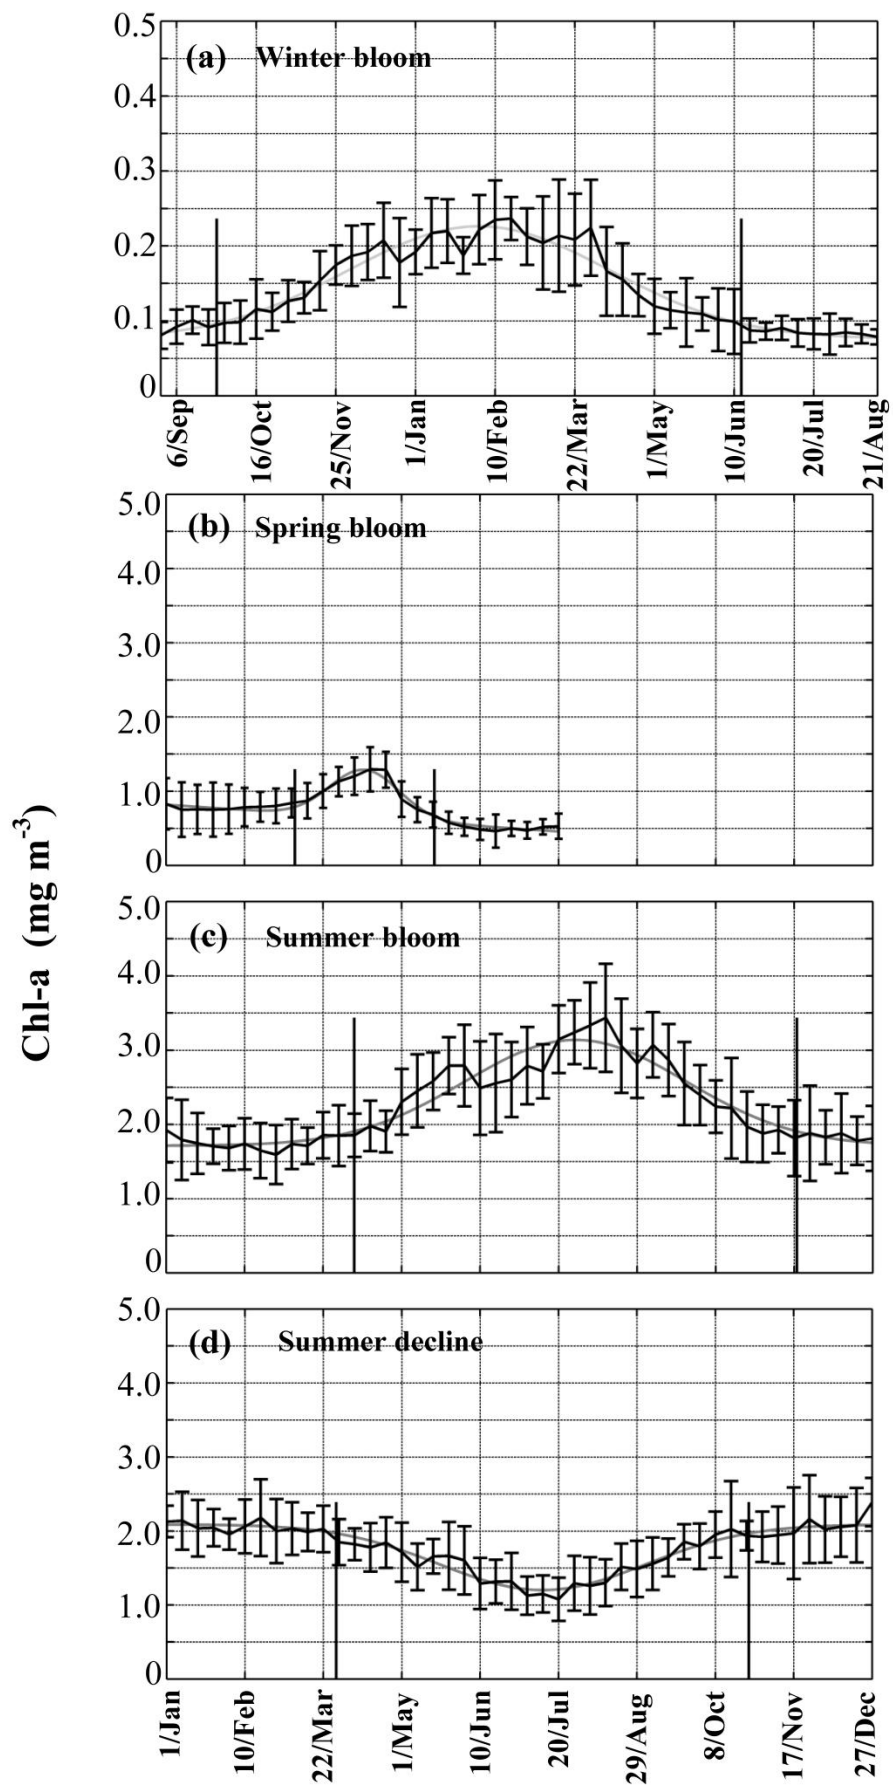 Chl-a (mg m-3)
(a) Winter bloom
0.5
0.4
0.3
0.2
0.1
0
6/Sep
16/Oct
25/Nov
1/Jan
10/Feb
22/Mar
1/May
10/Jun
20/Jul
21/Aug
(b) Spring bloom
5.0
4.0
3.0
2.0
1.0
0
(c) Summer bloom
5.0
4.0
3.0
2.0
1.0
0
(d) Summer decline
5.0
4.0
3.0
2.0
1.0
0
1/Jan
10/Feb
22/Mar
1/May
10/Jun
20/Jul
29/Aug
8/Oct
17/Nov
27/Dec